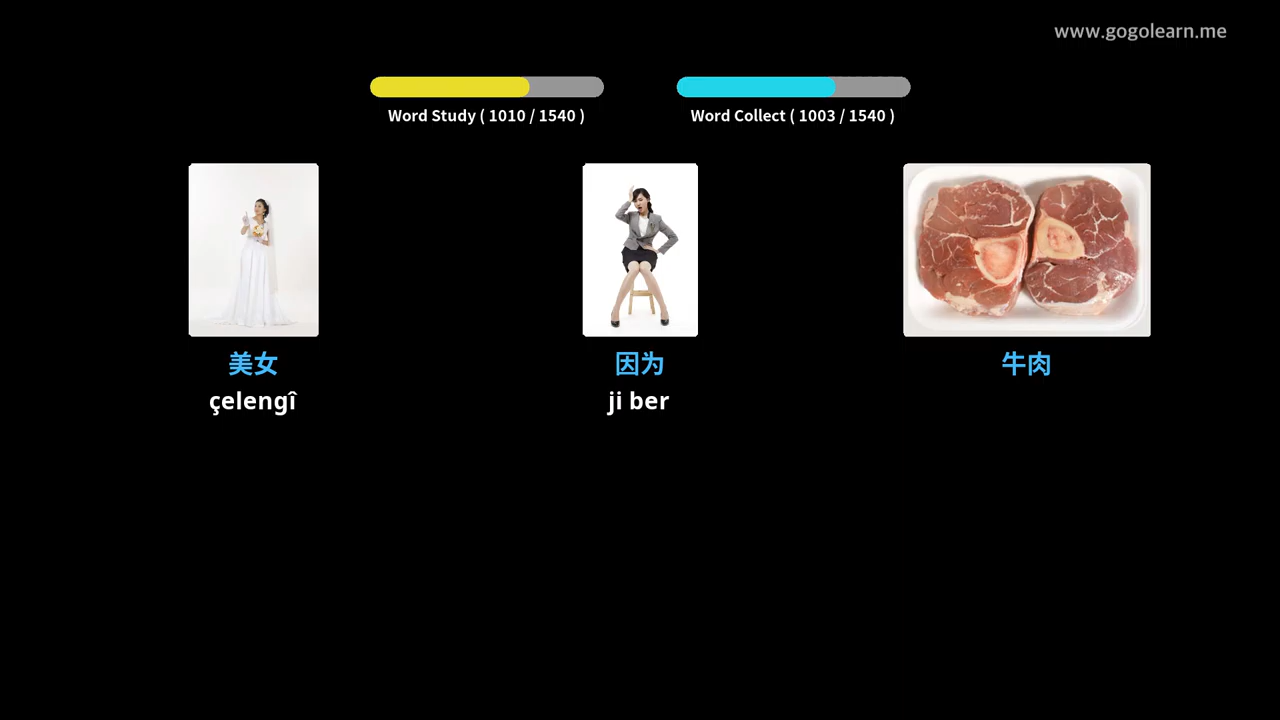 www.gogolearn.me
Word Study ( 1010 / 1540 )
Word Collect ( 1003 / 1540 )
美女
因为
牛肉
çelengî
ji ber